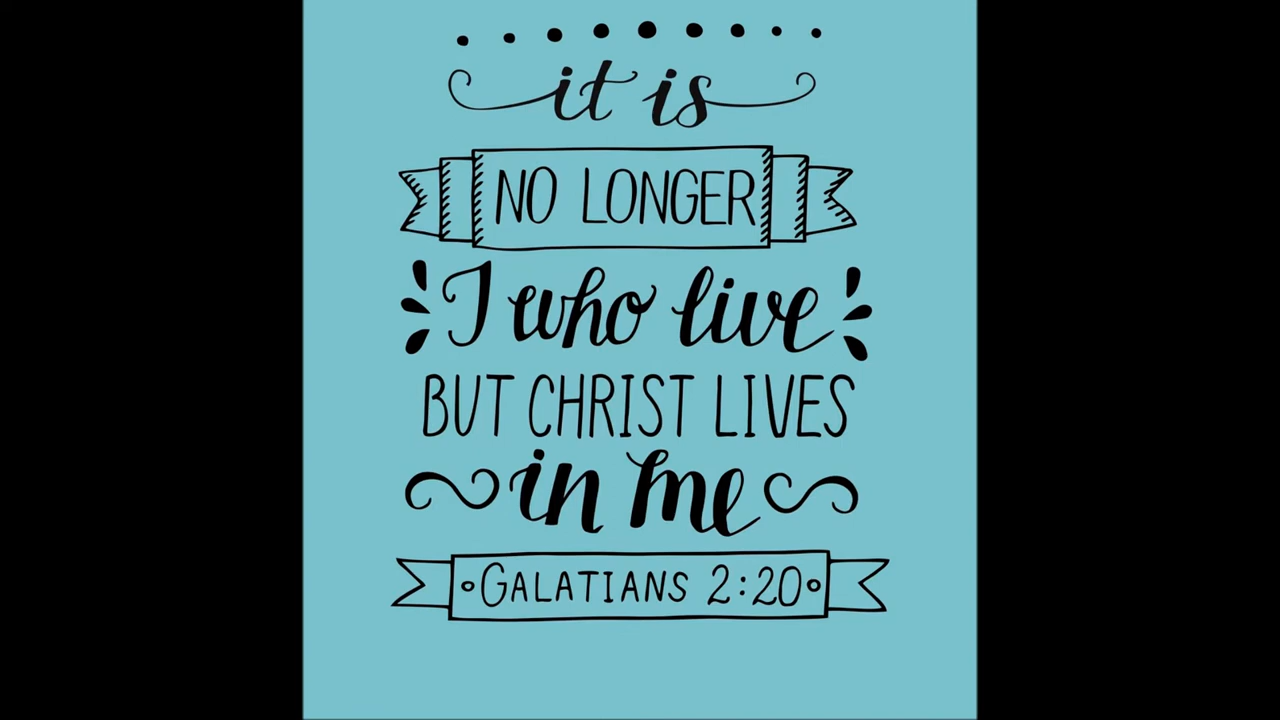 it is
NO LONGER
I who live
BUT CHRIST LIVES
in me
GALATIANS 2:20